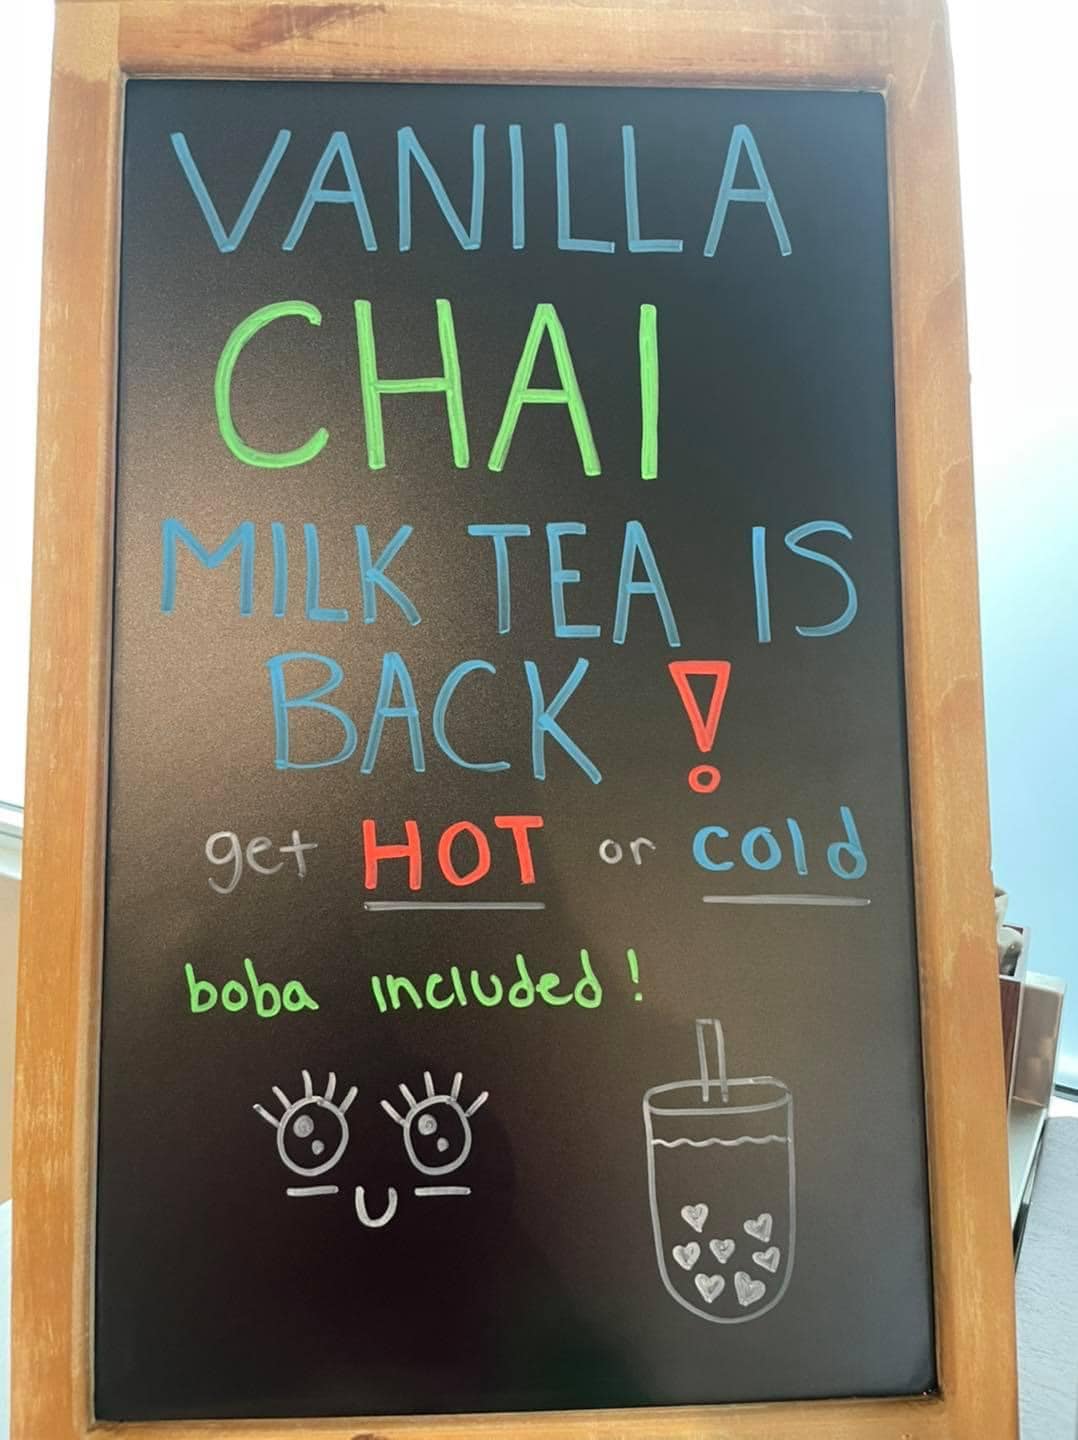 VANILLA
CHAI
MILK TEA IS
BACK!
get HOT or cold
boba included!